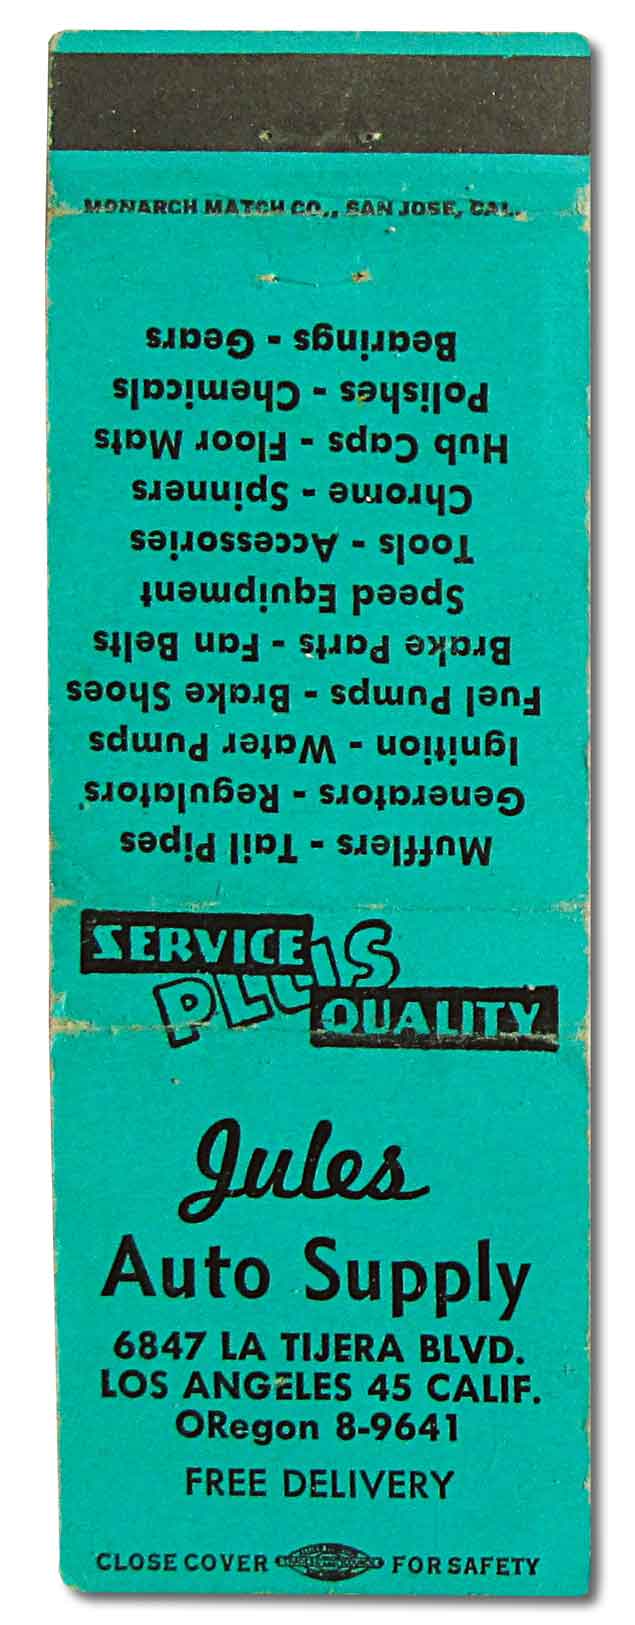 MONARCH MATCH CO., SAN JOSE, CAL.
Mufflers - Tail Pipes
Generators - Regulators
Ignition - Water Pumps
Fuel Pumps - Brake Shoes
Brake Parts - Fan Belts
Speed Equipment
Tools - Accessories
Chrome - Spinners
Hub Caps - Floor Mats
Polishes - Chemicals
Bearings - Gears
SERVICE
PLUS
QUALITY
Jules
Auto Supply
6847 LA TIJERA BLVD.
LOS ANGELES 45 CALIF.
ORegon 8-9641
FREE DELIVERY
CLOSE COVER FOR SAFETY